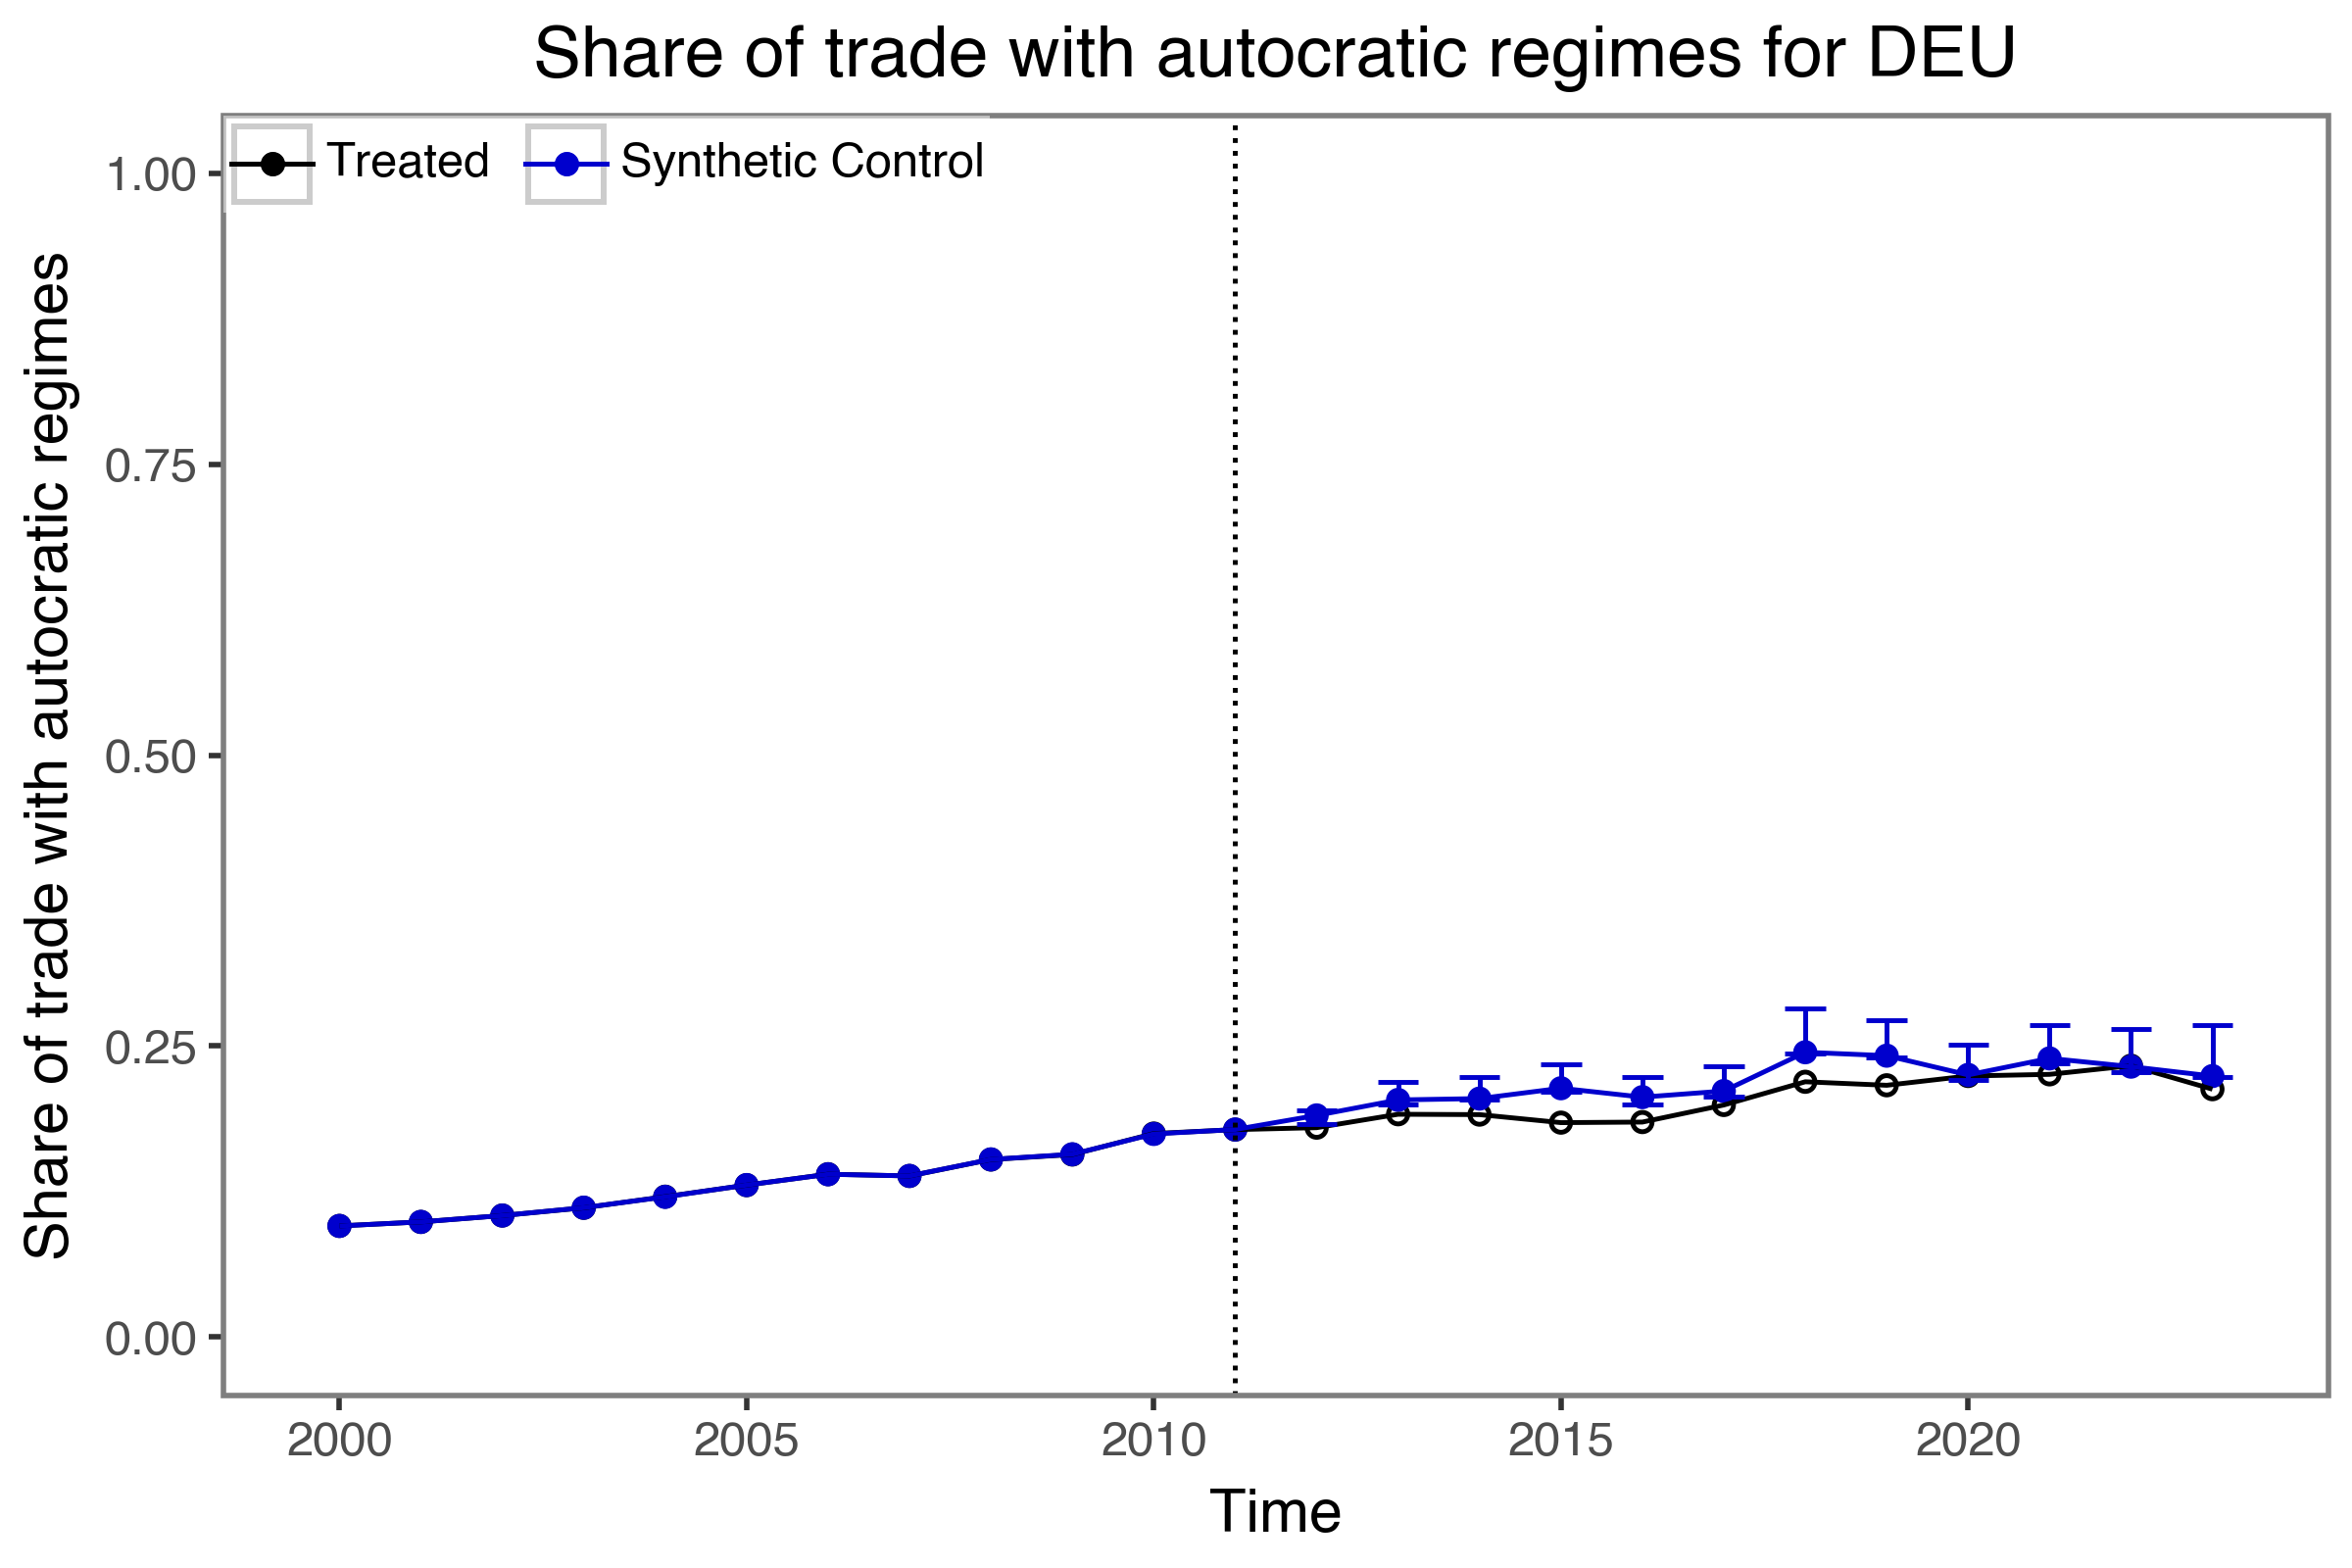 Share of trade with autocratic regimes for DEU
Treated
Synthetic Control
Share of trade with autocratic regimes
1.00
0.75
0.50
0.25
0.00
2000
2005
2010
2015
2020
Time